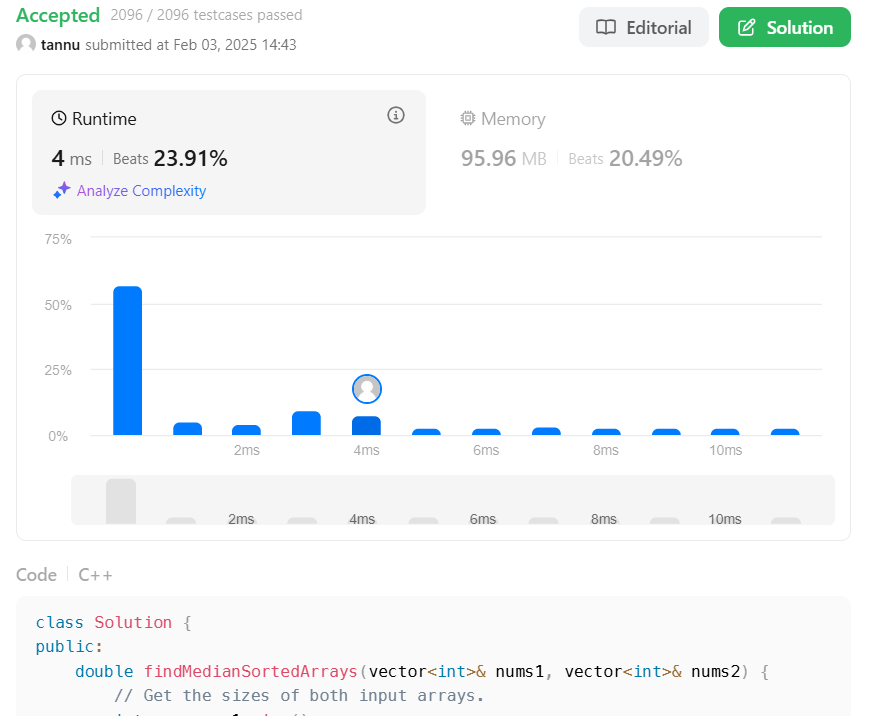 Accepted 2096 / 2096 testcases passed
Editorial
Solution
tannu submitted at Feb 03, 2025 14:43
Runtime
4 ms Beats 23.91%
Analyze Complexity
Memory
95.96 MB Beats 20.49%
75%
50%
25%
0%
2ms 4ms 6ms 8ms 10ms
2ms 4ms 6ms 8ms 10ms
Code C++
class Solution {
public:
double findMedianSortedArrays(vector<int>& nums1, vector<int>& nums2) {
// Get the sizes of both input arrays.